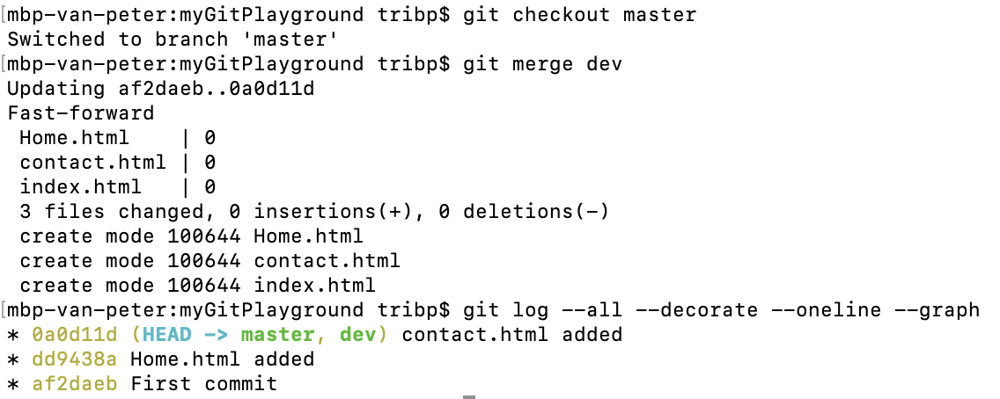 [mbp-van-peter:myGitPlayground tribp$ git checkout master
Switched to branch 'master'
[mbp-van-peter:myGitPlayground tribp$ git merge dev
Updating af2daeb..0a0d11d
Fast-forward
 Home.html    | 0
 contact.html | 0
 index.html   | 0
 3 files changed, 0 insertions(+), 0 deletions(-)
 create mode 100644 Home.html
 create mode 100644 contact.html
 create mode 100644 index.html
[mbp-van-peter:myGitPlayground tribp$ git log --all --decorate --oneline --graph
* 0a0d11d (HEAD -> master, dev) contact.html added
* dd9438a Home.html added
* af2daeb First commit